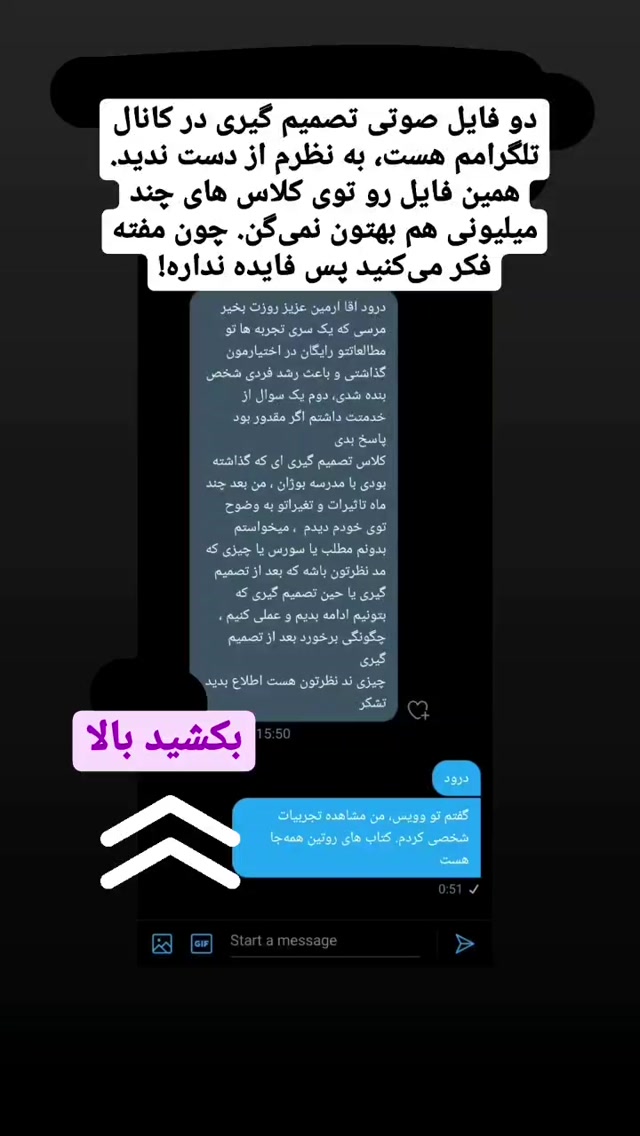 دو فایل صوتی تصمیم گیری در کانال
تلگرامم هست، به نظرم از دست ندید.
همین فایل رو توی کلاس های چند
میلیونی هم بهتون نمی‌گن. چون مفته
فکر می‌کنید پس فایده نداره!
درود اقا ارمین عزیز روزت بخیر
مرسی که یک سری تجربه ها تو
مطالعاتتو رایگان در اختیارمون
گذاشتی و باعث رشد فردی شخص
بنده شدی، دوم یک سوال از
خدمتت داشتم اگر مقدور بود
پاسخ بدی
کلاس تصمیم گیری ای که گذاشته
بودی با مدرسه بوژان ، من بعد چند
ماه تاثیرات و تغیراتو به وضوح
توی خودم دیدم ، میخواستم
بدونم مطلب یا سورس یا چیزی که
مد نظرتون باشه که بعد از تصمیم
گیری یا حین تصمیم گیری که
بتونیم ادامه بدیم و عملی کنیم ،
چگونگی برخورد بعد از تصمیم
گیری
چیزی ند نظرتون هست اطلاع بدید
تشکر
15:50
بکشید بالا
درود
گفتم تو وویس، من مشاهده تجربیات
شخصی کردم. کتاب های روتین همه‌جا
هست
0:51
GIF
Start a message